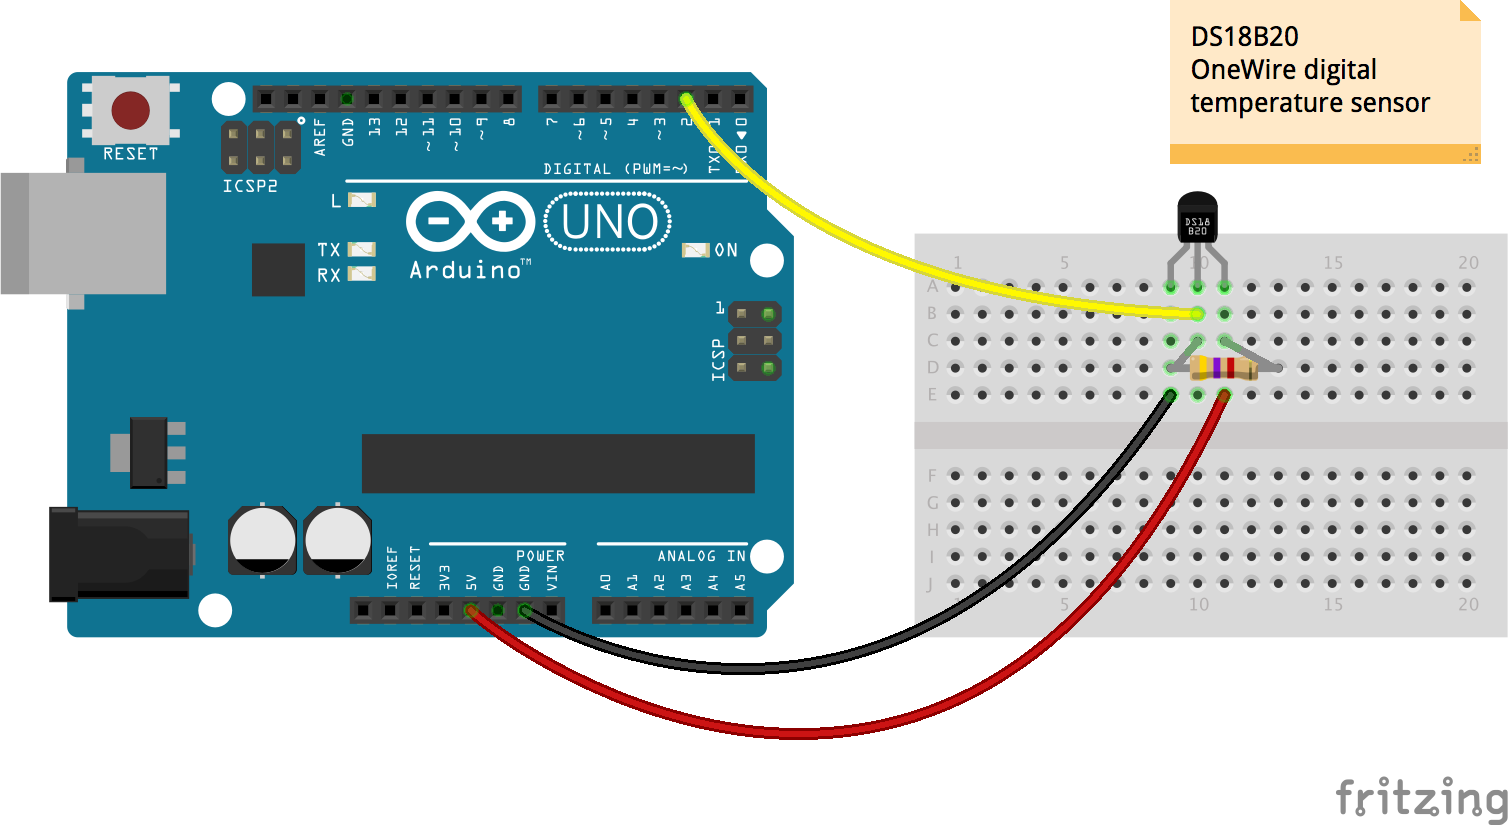 DS18B20
OneWire digital
temperature sensor
RESET
ICSP2
AREF
GND
13
12
~11
~10
~9
8
7
~6
~5
4
~3
2
0
DIGITAL (PWM=~)
L
TX
RX
UNO
Arduino™
ON
1
ICSP
DS18
B20
1 5 10 15 20
A
B
C
D
E
F
G
H
I
J
5 10 15 20
IOREF
RESET
3V3
5V
GND
GND
VIN
POWER
ANALOG IN
A0
A1
A2
A3
A4
A5
fritzing